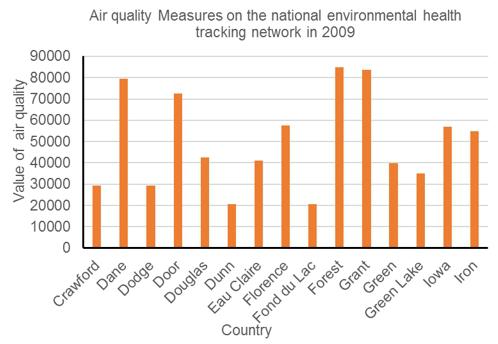 Air quality Measures on the national environmental health
tracking network in 2009
Value of air quality
90000
80000
70000
60000
50000
40000
30000
20000
10000
0
Crawford
Dane
Dodge
Door
Douglas
Dunn
Eau Claire
Florence
Fond du Lac
Forest
Grant
Green
Green Lake
Iowa
Iron
Country